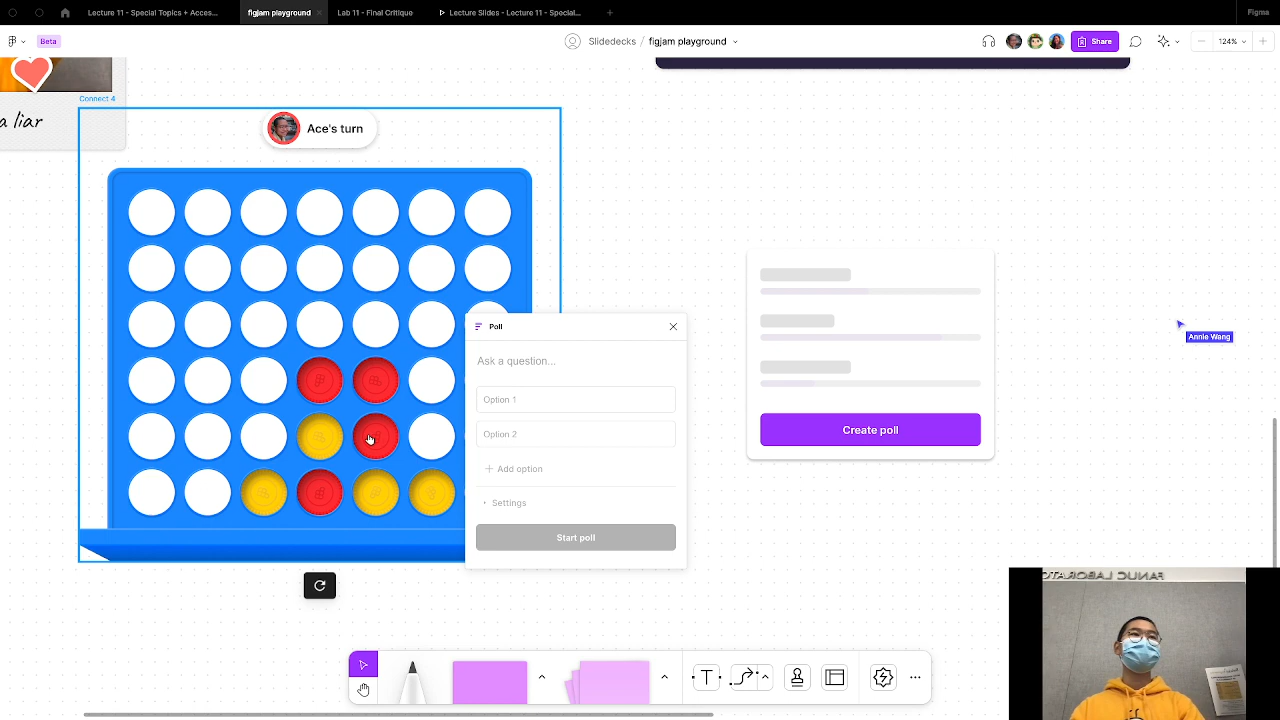 Lecture 11 - Special Topics + Acces...
figjam playground
Lab 11 - Final Critique
Lecture Slides - Lecture 11 - Special...
Figma
Beta
Slidedecks / figjam playground
Share
124%
a liar
Connect 4
Ace's turn
Poll
Ask a question...
Option 1
Option 2
Add option
Settings
Start poll
Create poll
Annie Wang
T
FANUC LABORATO